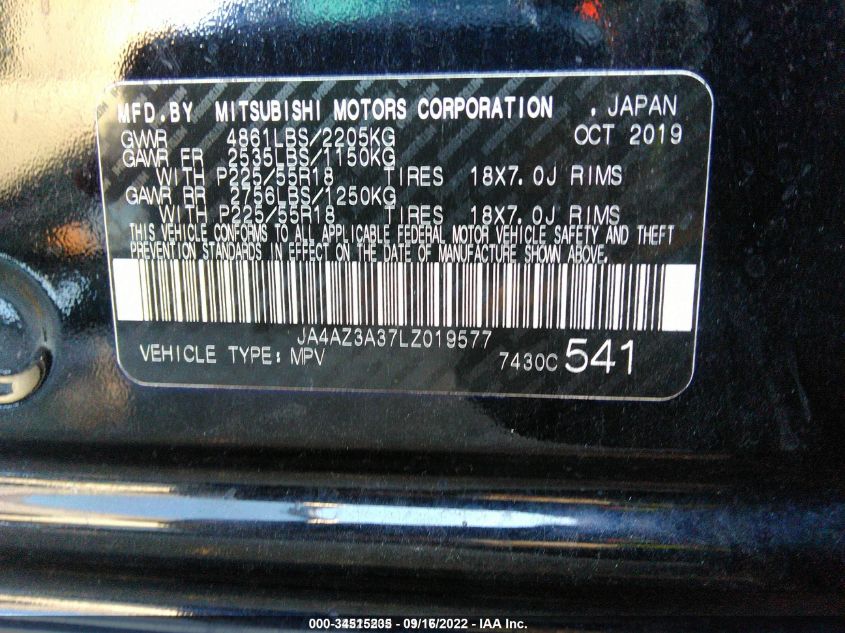 MFD.BY MITSUBISHI MOTORS CORPORATION . JAPAN
GVWR 4861LBS/2205KG OCT 2019
GAWR FR 2535LBS/1150KG
WITH P225/55R18 TIRES 18X7.0J RIMS
GAWR RR 2756LBS/1250KG
WITH P225/55R18 TIRES 18X7.0J RIMS
THIS VEHICLE CONFORMS TO ALL APPLICABLE FEDERAL MOTOR VEHICLE SAFETY AND THEFT
PREVENTION STANDARDS IN EFFECT ON THE DATE OF MANUFACTURE SHOWN ABOVE.
JA4AZ3A37LZ019577
VEHICLE TYPE: MPV 7430C 541
09/16/2022 - IAA Inc.